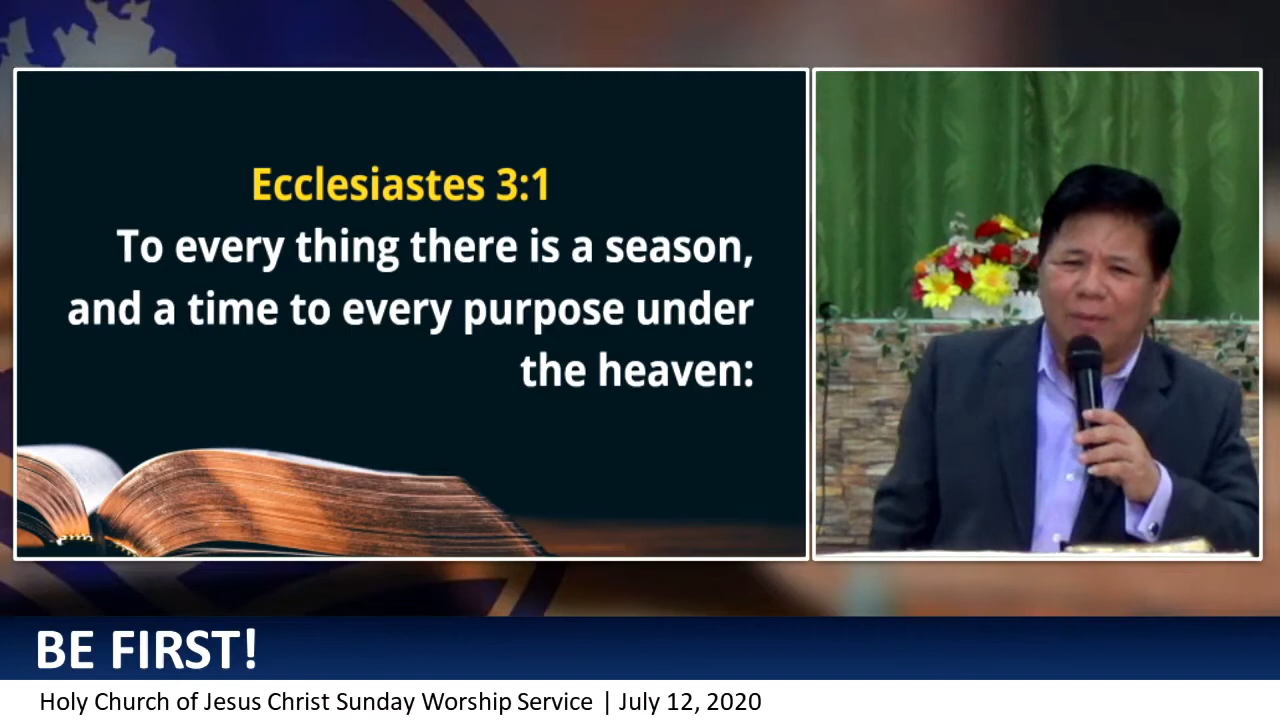 Ecclesiastes 3:1
To every thing there is a season,
and a time to every purpose under
the heaven:
BE FIRST!
Holy Church of Jesus Christ Sunday Worship Service | July 12, 2020